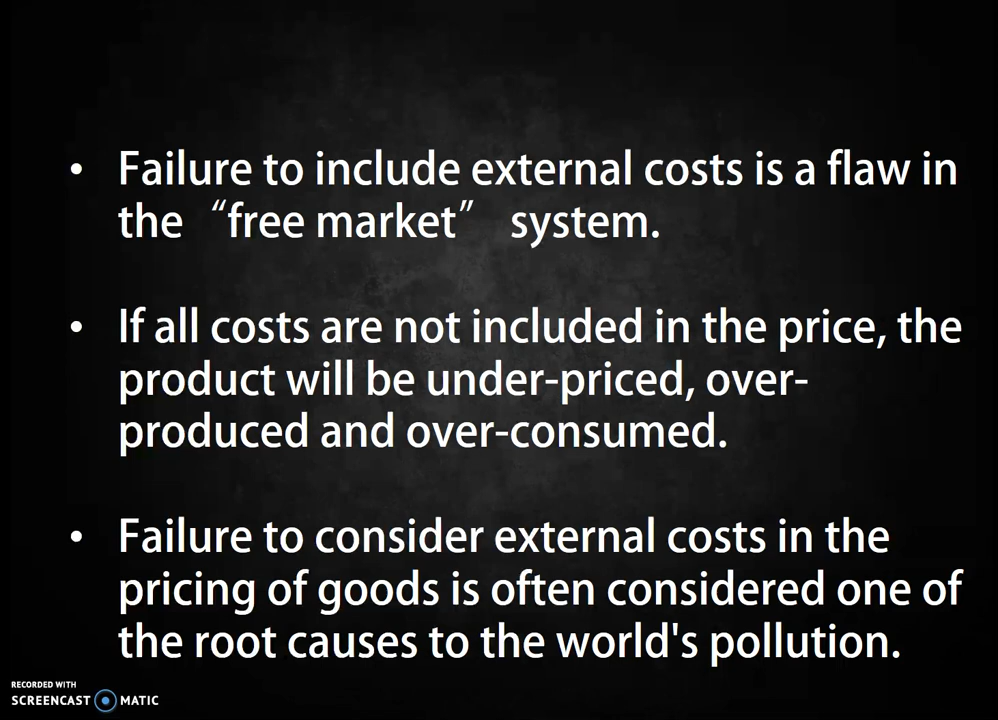 • Failure to include external costs is a flaw in
the “free market” system.
• If all costs are not included in the price, the
product will be under-priced, over-
produced and over-consumed.
• Failure to consider external costs in the
pricing of goods is often considered one of
the root causes to the world's pollution.
RECORDED WITH
SCREENCAST MATIC